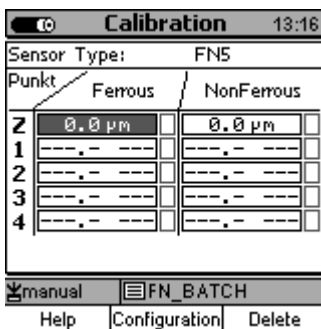 Calibration 13:16
Sensor Type: FN5
Punkt Ferrous NonFerrous
Z 0.0 µm 0.0 µm
1 ---.- --- ---.- ---
2 ---.- --- ---.- ---
3 ---.- --- ---.- ---
4 ---.- --- ---.- ---
manual FN_BATCH
Help Configuration Delete